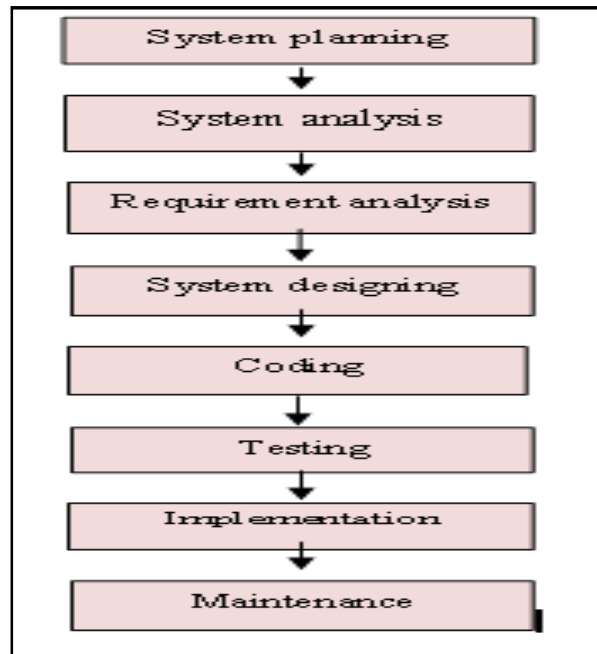 System planning
System analysis
Requirement analysis
System designing
Coding
Testing
Implementation
Maintenance